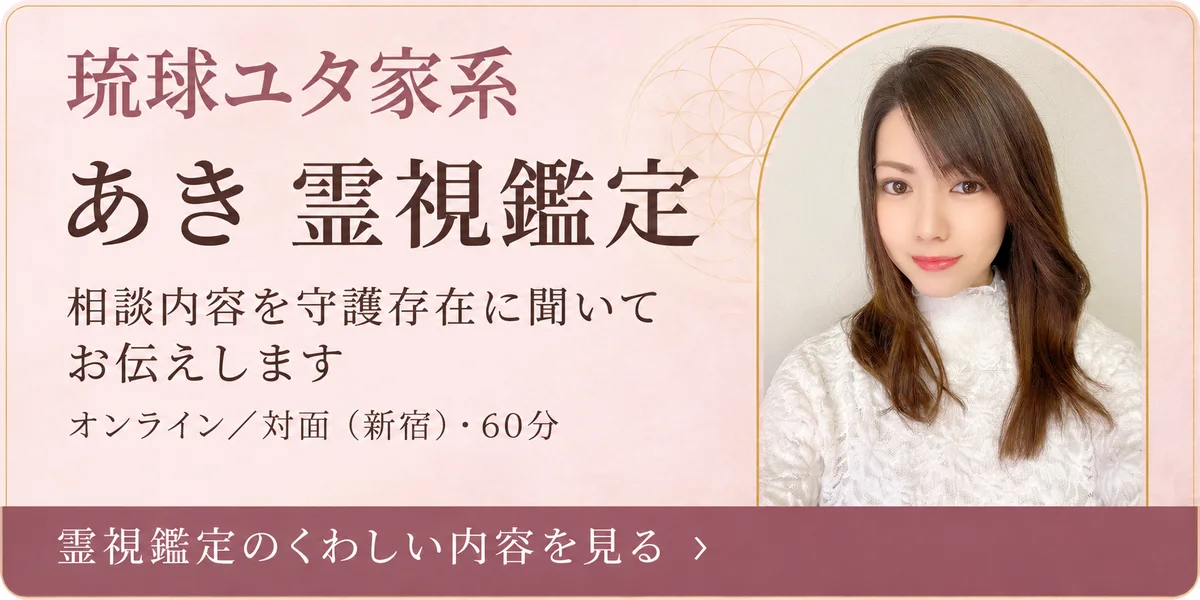 琉球ユタ家系
あき 霊視鑑定
相談内容を守護存在に聞いて
お伝えします
オンライン／対面（新宿）・60分
霊視鑑定のくわしい内容を見る ›